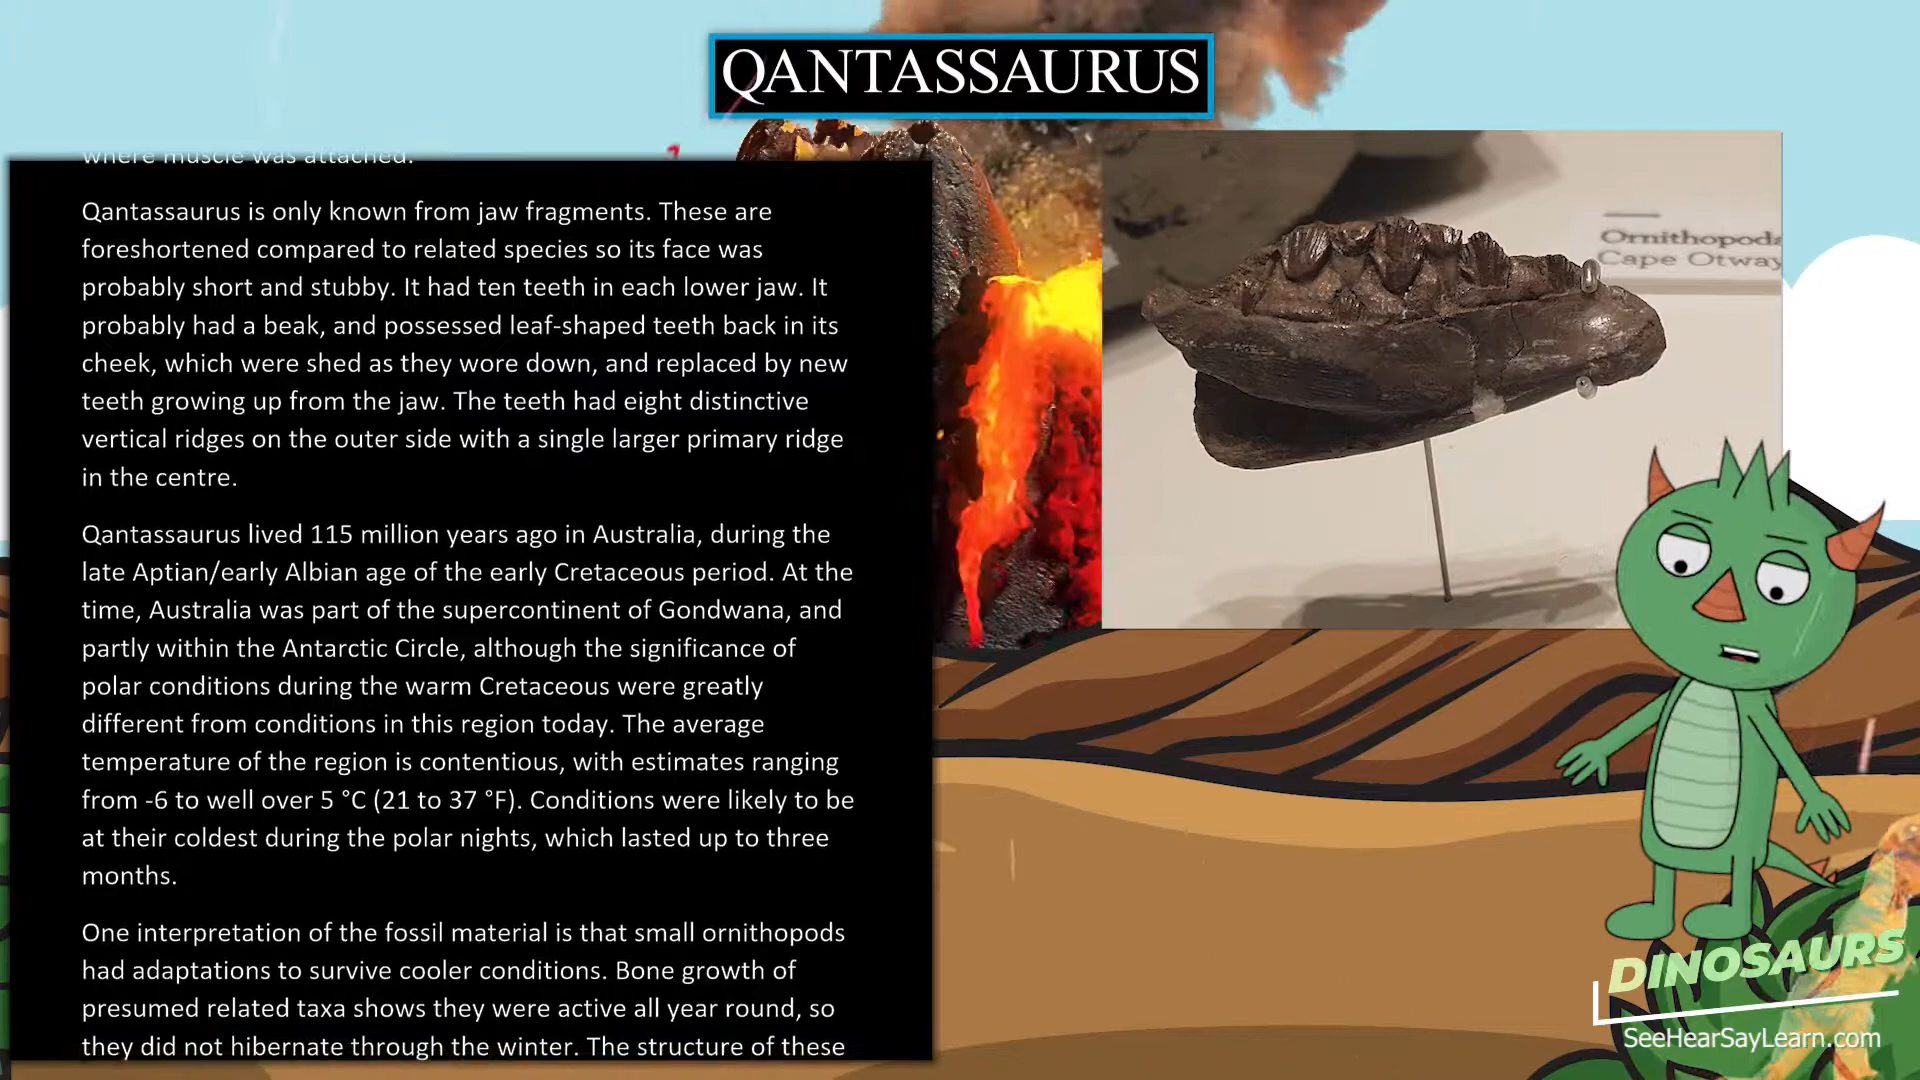 QANTASSAURUS
where muscle was attached.
Qantassaurus is only known from jaw fragments. These are
foreshortened compared to related species so its face was
probably short and stubby. It had ten teeth in each lower jaw. It
probably had a beak, and possessed leaf-shaped teeth back in its
cheek, which were shed as they wore down, and replaced by new
teeth growing up from the jaw. The teeth had eight distinctive
vertical ridges on the outer side with a single larger primary ridge
in the centre.
Qantassaurus lived 115 million years ago in Australia, during the
late Aptian/early Albian age of the early Cretaceous period. At the
time, Australia was part of the supercontinent of Gondwana, and
partly within the Antarctic Circle, although the significance of
polar conditions during the warm Cretaceous were greatly
different from conditions in this region today. The average
temperature of the region is contentious, with estimates ranging
from -6 to well over 5 °C (21 to 37 °F). Conditions were likely to be
at their coldest during the polar nights, which lasted up to three
months.
One interpretation of the fossil material is that small ornithopods
had adaptations to survive cooler conditions. Bone growth of
presumed related taxa shows they were active all year round, so
they did not hibernate through the winter. The structure of these
Ornithopoda
Cape Otway
DINOSAURS
SeeHearSayLearn.com